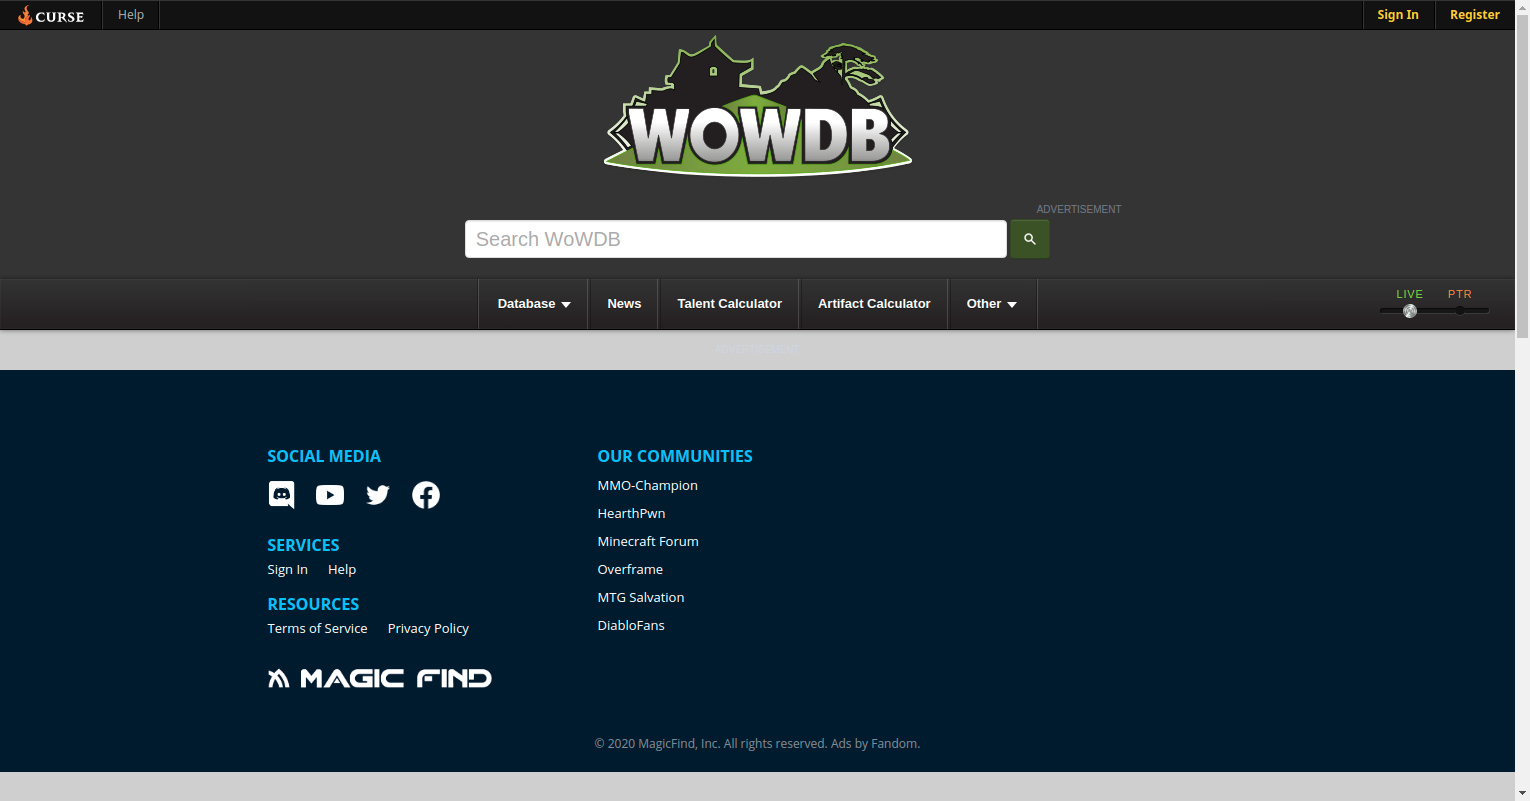 CURSE
Help
Sign In
Register
WOWDB
ADVERTISEMENT
Search WoWDB
Database
News
Talent Calculator
Artifact Calculator
Other
LIVE
PTR
ADVERTISEMENT
SOCIAL MEDIA
SERVICES
Sign In
Help
RESOURCES
Terms of Service
Privacy Policy
MAGIC FIND
OUR COMMUNITIES
MMO-Champion
HearthPwn
Minecraft Forum
Overframe
MTG Salvation
DiabloFans
© 2020 MagicFind, Inc. All rights reserved. Ads by Fandom.